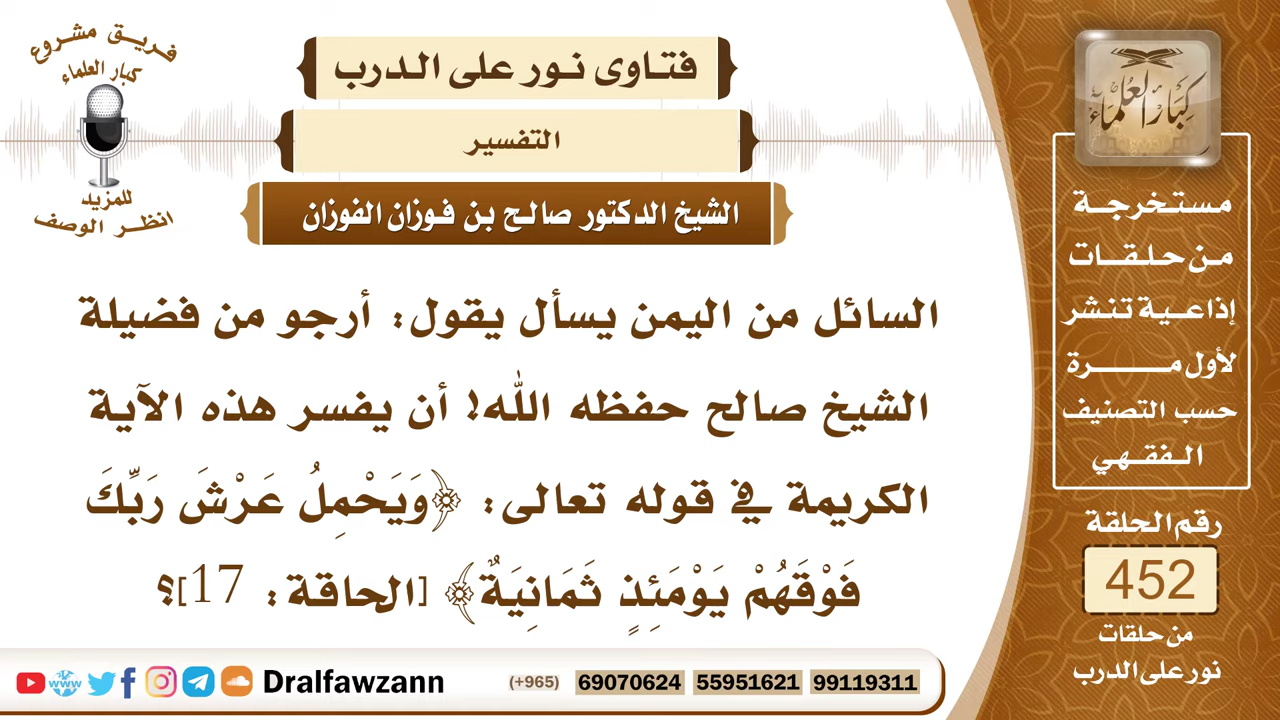 فريق مشروع
كبار العلماء
للمزيد
انظر الوصف
فتاوى نور على الدرب
التفسير
الشيخ الدكتور صالح بن فوزان الفوزان
السائل من اليمن يسأل يقول: أرجو من فضيلة
الشيخ صالح حفظه الله! أن يفسر هذه الآية
الكريمة في قوله تعالى: ﴿وَيَحْمِلُ عَرْشَ رَبِّكَ
فَوْقَهُمْ يَوْمَئِذٍ ثَمَانِيَةٌ﴾ [الحاقة: 17]؟
كبار العلماء
مستخرجة
من حلقات
إذاعية تنشر
لأول مرة
حسب التصنيف
الفقهي
رقم الحلقة
452
من حلقات
نور على الدرب
www
Dralfawzann (+965) 69070624 55951621 99119311